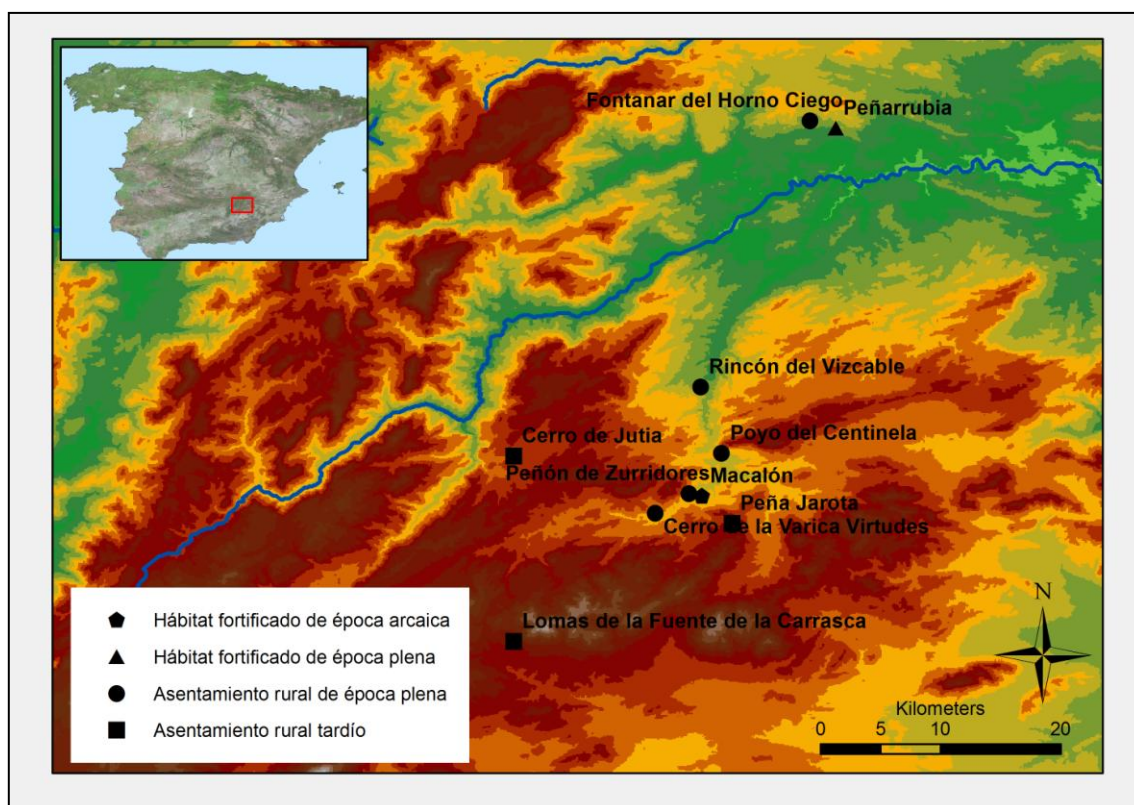 Fontanar del Horno Ciego
Peñarrubia
Rincón del Vizcable
Cerro de Jutia
Poyo del Centinela
Peñón de Zurridores
Macalón
Peña Jarota
Cerro de la Varica Virtudes
Lomas de la Fuente de la Carrasca
Hábitat fortificado de época arcaica
Hábitat fortificado de época plena
Asentamiento rural de época plena
Asentamiento rural tardío
N
Kilometers
0 5 10 20